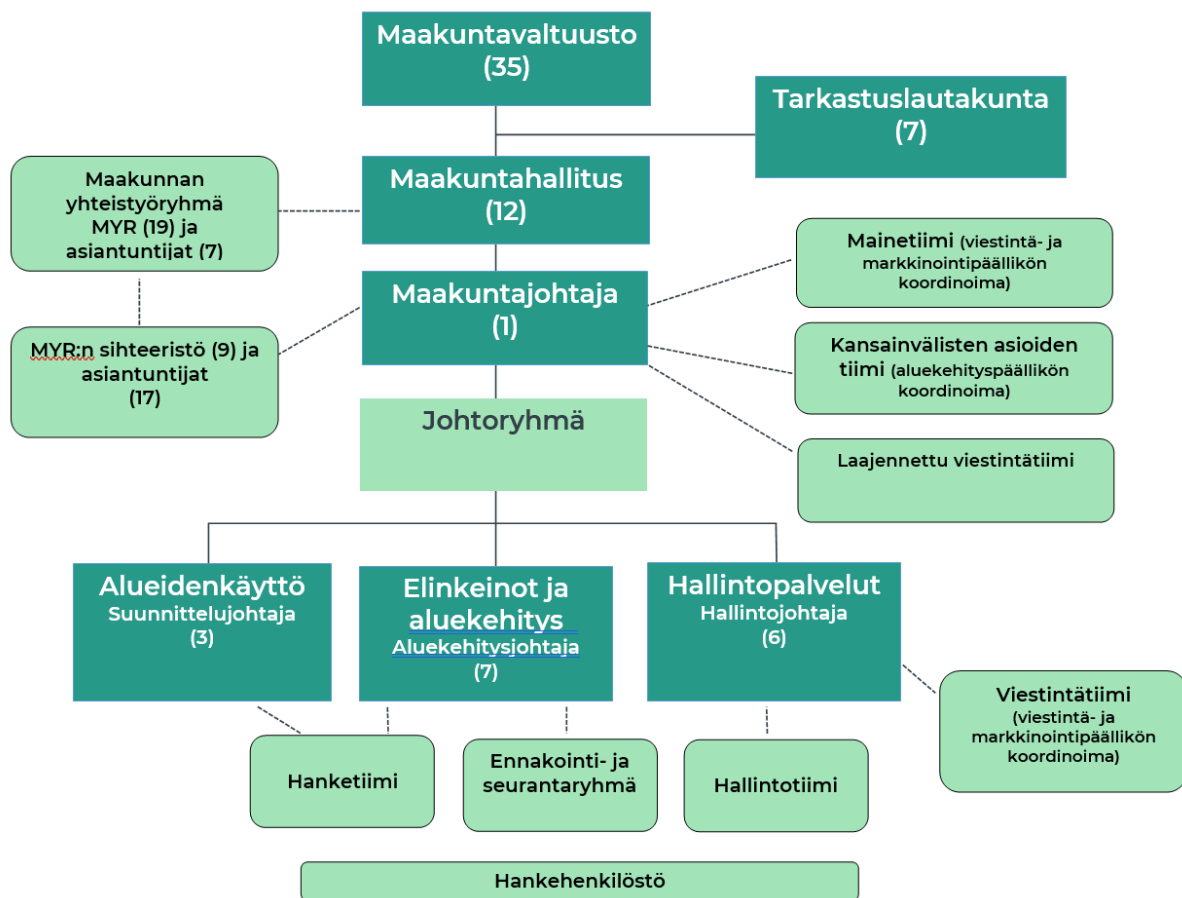 Maakuntavaltuusto
(35)
Tarkastuslautakunta
(7)
Maakunnan
yhteistyöryhmä
MYR (19) ja
asiantuntijat (7)
Maakuntahallitus
(12)
Mainetiimi (viestintä- ja
markkinointipäällikön
koordinoima)
Maakuntajohtaja
(1)
MYR:n sihteeristö (9) ja
asiantuntijat
(17)
Kansainvälisten asioiden
tiimi (aluekehityspäällikön
koordinoima)
Johtoryhmä
Laajennettu viestintätiimi
Alueidenkäyttö
Suunnittelujohtaja
(3)
Elinkeinot ja
aluekehitys
Aluekehitysjohtaja
(7)
Hallintopalvelut
Hallintojohtaja
(6)
Viestintätiimi
(viestintä- ja
markkinointipäällikön
koordinoima)
Hanketiimi
Ennakointi- ja
seurantaryhmä
Hallintotiimi
Hankehenkilöstö